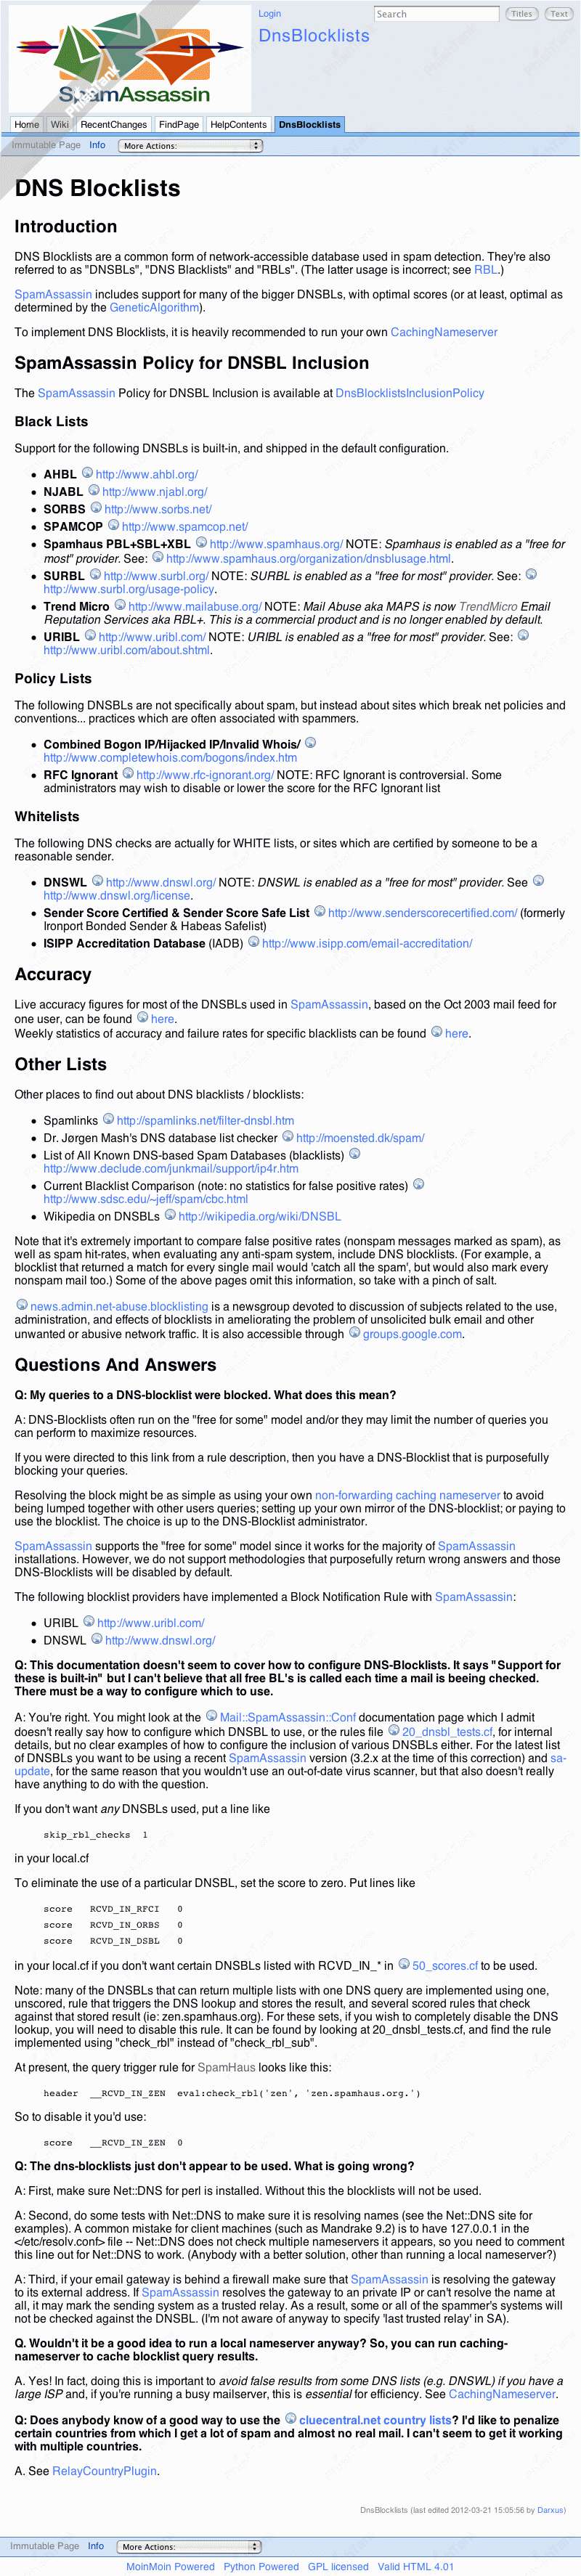 Login
Search
Titles
Text
DnsBlocklists
SpamAssassin
Home
Wiki
RecentChanges
FindPage
HelpContents
DnsBlocklists
Immutable Page
Info
More Actions:
DNS Blocklists
Introduction
DNS Blocklists are a common form of network-accessible database used in spam detection. They're also
referred to as "DNSBLs", "DNS Blacklists" and "RBLs". (The latter usage is incorrect; see RBL.)
SpamAssassin includes support for many of the bigger DNSBLs, with optimal scores (or at least, optimal as
determined by the GeneticAlgorithm).
To implement DNS Blocklists, it is heavily recommended to run your own CachingNameserver
SpamAssassin Policy for DNSBL Inclusion
The SpamAssassin Policy for DNSBL Inclusion is available at DnsBlocklistsInclusionPolicy
Black Lists
Support for the following DNSBLs is built-in, and shipped in the default configuration.
• AHBL http://www.ahbl.org/
• NJABL http://www.njabl.org/
• SORBS http://www.sorbs.net/
• SPAMCOP http://www.spamcop.net/
• Spamhaus PBL+SBL+XBL http://www.spamhaus.org/ NOTE: Spamhaus is enabled as a "free for
most" provider. See: http://www.spamhaus.org/organization/dnsblusage.html.
• SURBL http://www.surbl.org/ NOTE: SURBL is enabled as a "free for most" provider. See:
http://www.surbl.org/usage-policy.
• Trend Micro http://www.mailabuse.org/ NOTE: Mail Abuse aka MAPS is now TrendMicro Email
Reputation Services aka RBL+. This is a commercial product and is no longer enabled by default.
• URIBL http://www.uribl.com/ NOTE: URIBL is enabled as a "free for most" provider. See:
http://www.uribl.com/about.shtml.
Policy Lists
The following DNSBLs are not specifically about spam, but instead about sites which break net policies and
conventions... practices which are often associated with spammers.
• Combined Bogon IP/Hijacked IP/Invalid Whois/
http://www.completewhois.com/bogons/index.htm
• RFC Ignorant http://www.rfc-ignorant.org/ NOTE: RFC Ignorant is controversial. Some
administrators may wish to disable or lower the score for the RFC Ignorant list
Whitelists
The following DNS checks are actually for WHITE lists, or sites which are certified by someone to be a
reasonable sender.
• DNSWL http://www.dnswl.org/ NOTE: DNSWL is enabled as a "free for most" provider. See
http://www.dnswl.org/license.
• Sender Score Certified & Sender Score Safe List http://www.senderscorecertified.com/ (formerly
Ironport Bonded Sender & Habeas Safelist)
• ISIPP Accreditation Database (IADB) http://www.isipp.com/email-accreditation/
Accuracy
Live accuracy figures for most of the DNSBLs used in SpamAssassin, based on the Oct 2003 mail feed for
one user, can be found here.
Weekly statistics of accuracy and failure rates for specific blacklists can be found here.
Other Lists
Other places to find out about DNS blacklists / blocklists:
• Spamlinks http://spamlinks.net/filter-dnsbl.htm
• Dr. Jørgen Mash's DNS database list checker http://moensted.dk/spam/
• List of All Known DNS-based Spam Databases (blacklists)
http://www.declude.com/junkmail/support/ip4r.htm
• Current Blacklist Comparison (note: no statistics for false positive rates)
http://www.sdsc.edu/~jeff/spam/cbc.html
• Wikipedia on DNSBLs http://wikipedia.org/wiki/DNSBL
Note that it's extremely important to compare false positive rates (nonspam messages marked as spam), as
well as spam hit-rates, when evaluating any anti-spam system, include DNS blocklists. (For example, a
blocklist that returned a match for every single mail would 'catch all the spam', but would also mark every
nonspam mail too.) Some of the above pages omit this information, so take with a pinch of salt.
news.admin.net-abuse.blocklisting is a newsgroup devoted to discussion of subjects related to the use,
administration, and effects of blocklists in ameliorating the problem of unsolicited bulk email and other
unwanted or abusive network traffic. It is also accessible through groups.google.com.
Questions And Answers
Q: My queries to a DNS-blocklist were blocked. What does this mean?
A: DNS-Blocklists often run on the "free for some" model and/or they may limit the number of queries you
can perform to maximize resources.
If you were directed to this link from a rule description, then you have a DNS-Blocklist that is purposefully
blocking your queries.
Resolving the block might be as simple as using your own non-forwarding caching nameserver to avoid
being lumped together with other users queries; setting up your own mirror of the DNS-blocklist; or paying to
use the blocklist. The choice is up to the DNS-Blocklist administrator.
SpamAssassin supports the "free for some" model since it works for the majority of SpamAssassin
installations. However, we do not support methodologies that purposefully return wrong answers and those
DNS-Blocklists will be disabled by default.
The following blocklist providers have implemented a Block Notification Rule with SpamAssassin:
• URIBL http://www.uribl.com/
• DNSWL http://www.dnswl.org/
Q: This documentation doesn't seem to cover how to configure DNS-Blocklists. It says "Support for
these is built-in" but I can't believe that all free BL's is called each time a mail is beeing checked.
There must be a way to configure which to use.
A: You're right. You might look at the Mail::SpamAssassin::Conf documentation page which I admit
doesn't really say how to configure which DNSBL to use, or the rules file 20_dnsbl_tests.cf, for internal
details, but no clear examples of how to configure the inclusion of various DNSBLs either. For the latest list
of DNSBLs you want to be using a recent SpamAssassin version (3.2.x at the time of this correction) and sa-
update, for the same reason that you wouldn't use an out-of-date virus scanner, but that also doesn't really
have anything to do with the question.
If you don't want any DNSBLs used, put a line like
skip_rbl_checks 1
in your local.cf
To eliminate the use of a particular DNSBL, set the score to zero. Put lines like
score RCVD_IN_RFCI 0
score RCVD_IN_ORBS 0
score RCVD_IN_DSBL 0
in your local.cf if you don't want certain DNSBLs listed with RCVD_IN_* in 50_scores.cf to be used.
Note: many of the DNSBLs that can return multiple lists with one DNS query are implemented using one,
unscored, rule that triggers the DNS lookup and stores the result, and several scored rules that check
against that stored result (ie: zen.spamhaus.org). For these sets, if you wish to completely disable the DNS
lookup, you will need to disable this rule. It can be found by looking at 20_dnsbl_tests.cf, and find the rule
implemented using "check_rbl" instead of "check_rbl_sub".
At present, the query trigger rule for SpamHaus looks like this:
header __RCVD_IN_ZEN eval:check_rbl('zen', 'zen.spamhaus.org.')
So to disable it you'd use:
score __RCVD_IN_ZEN 0
Q: The dns-blocklists just don't appear to be used. What is going wrong?
A: First, make sure Net::DNS for perl is installed. Without this the blocklists will not be used.
A: Second, do some tests with Net::DNS to make sure it is resolving names (see the Net::DNS site for
examples). A common mistake for client machines (such as Mandrake 9.2) is to have 127.0.0.1 in the
</etc/resolv.conf> file -- Net::DNS does not check multiple nameservers it appears, so you need to comment
this line out for Net::DNS to work. (Anybody with a better solution, other than running a local nameserver?)
A: Third, if your email gateway is behind a firewall make sure that SpamAssassin is resolving the gateway
to its external address. If SpamAssassin resolves the gateway to an private IP or can't resolve the name at
all, it may mark the sending system as a trusted relay. As a result, some or all of the spammer's systems will
not be checked against the DNSBL. (I'm not aware of anyway to specify 'last trusted relay' in SA).
Q. Wouldn't it be a good idea to run a local nameserver anyway? So, you can run caching-
nameserver to cache blocklist query results.
A. Yes! In fact, doing this is important to avoid false results from some DNS lists (e.g. DNSWL) if you have a
large ISP and, if you're running a busy mailserver, this is essential for efficiency. See CachingNameserver.
Q: Does anybody know of a good way to use the cluecentral.net country lists? I'd like to penalize
certain countries from which I get a lot of spam and almost no real mail. I can't seem to get it working
with multiple countries.
A. See RelayCountryPlugin.
DnsBlocklists (last edited 2012-03-21 15:05:56 by Darxus)
Immutable Page
Info
More Actions:
MoinMoin Powered
Python Powered
GPL licensed
Valid HTML 4.01